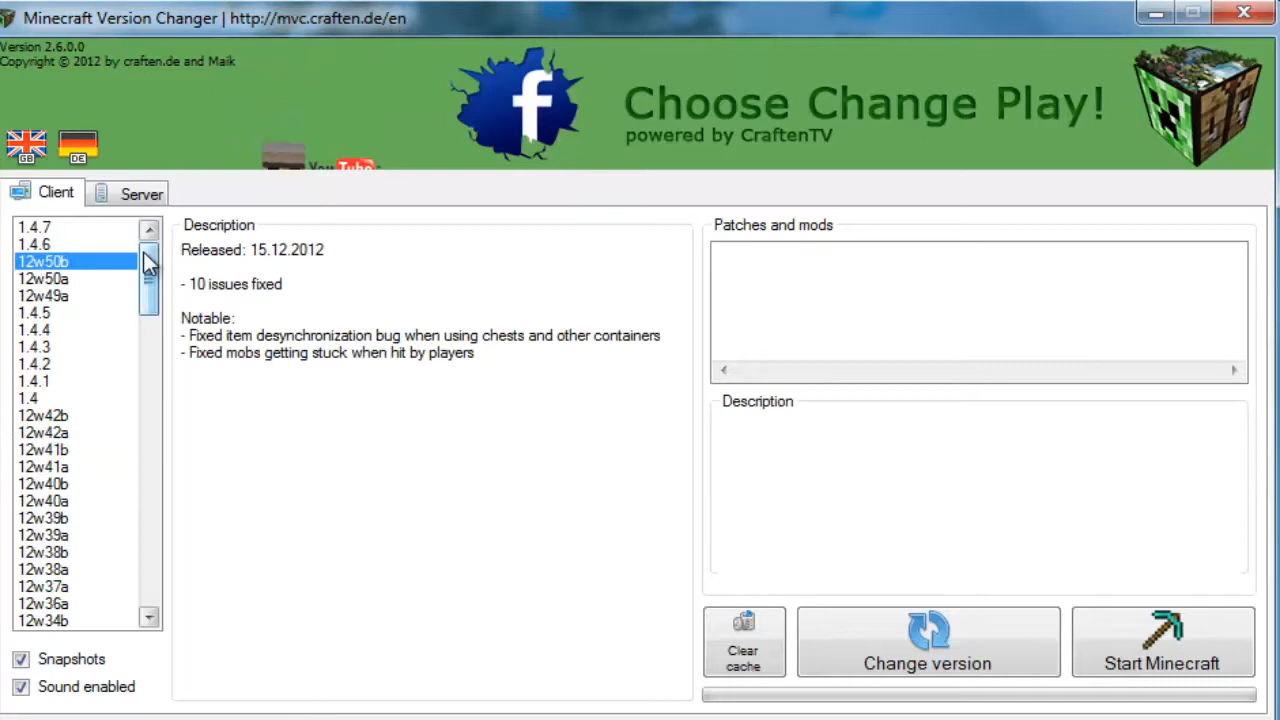 Minecraft Version Changer | http://mvc.craften.de/en
Version 2.6.0.0
Copyright © 2012 by craften.de and Maik
f
Choose Change Play!
powered by CraftenTV
GB
DE
You Tube
Client
Server
1.4.7
1.4.6
12w50b
12w50a
12w49a
1.4.5
1.4.4
1.4.3
1.4.2
1.4.1
1.4
12w42b
12w42a
12w41b
12w41a
12w40b
12w40a
12w39b
12w39a
12w38b
12w38a
12w37a
12w36a
12w34b
Snapshots
Sound enabled
Description
Released: 15.12.2012
- 10 issues fixed
Notable:
- Fixed item desynchronization bug when using chests and other containers
- Fixed mobs getting stuck when hit by players
Patches and mods
Description
Clear
cache
Change version
Start Minecraft